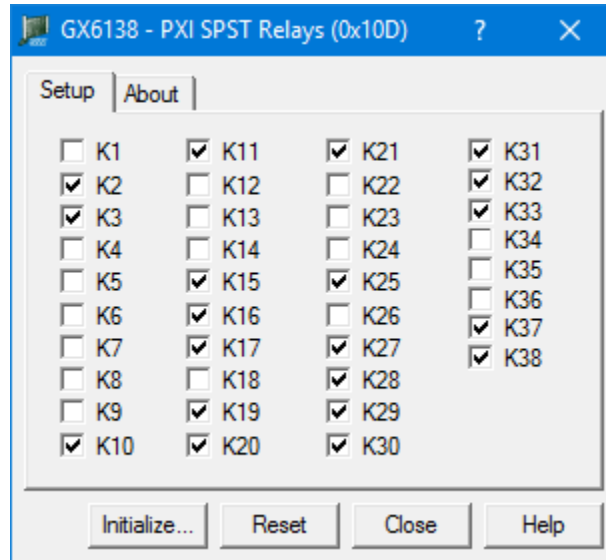 GX6138 - PXI SPST Relays (0x10D) ? ×
Setup About
K1 K11 K21 K31
K2 K12 K22 K32
K3 K13 K23 K33
K4 K14 K24 K34
K5 K15 K25 K35
K6 K16 K26 K36
K7 K17 K27 K37
K8 K18 K28 K38
K9 K19 K29
K10 K20 K30
Initialize... Reset Close Help